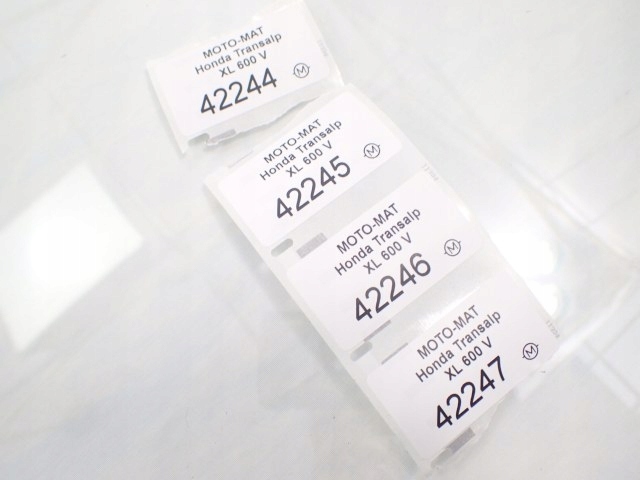 MOTO-MAT
Honda Transalp
XL 600 V
42244
M
MOTO-MAT
Honda Transalp
XL 600 V
42245
M
MOTO-MAT
Honda Transalp
XL 600 V
42246
M
MOTO-MAT
Honda Transalp
XL 600 V
42247
M